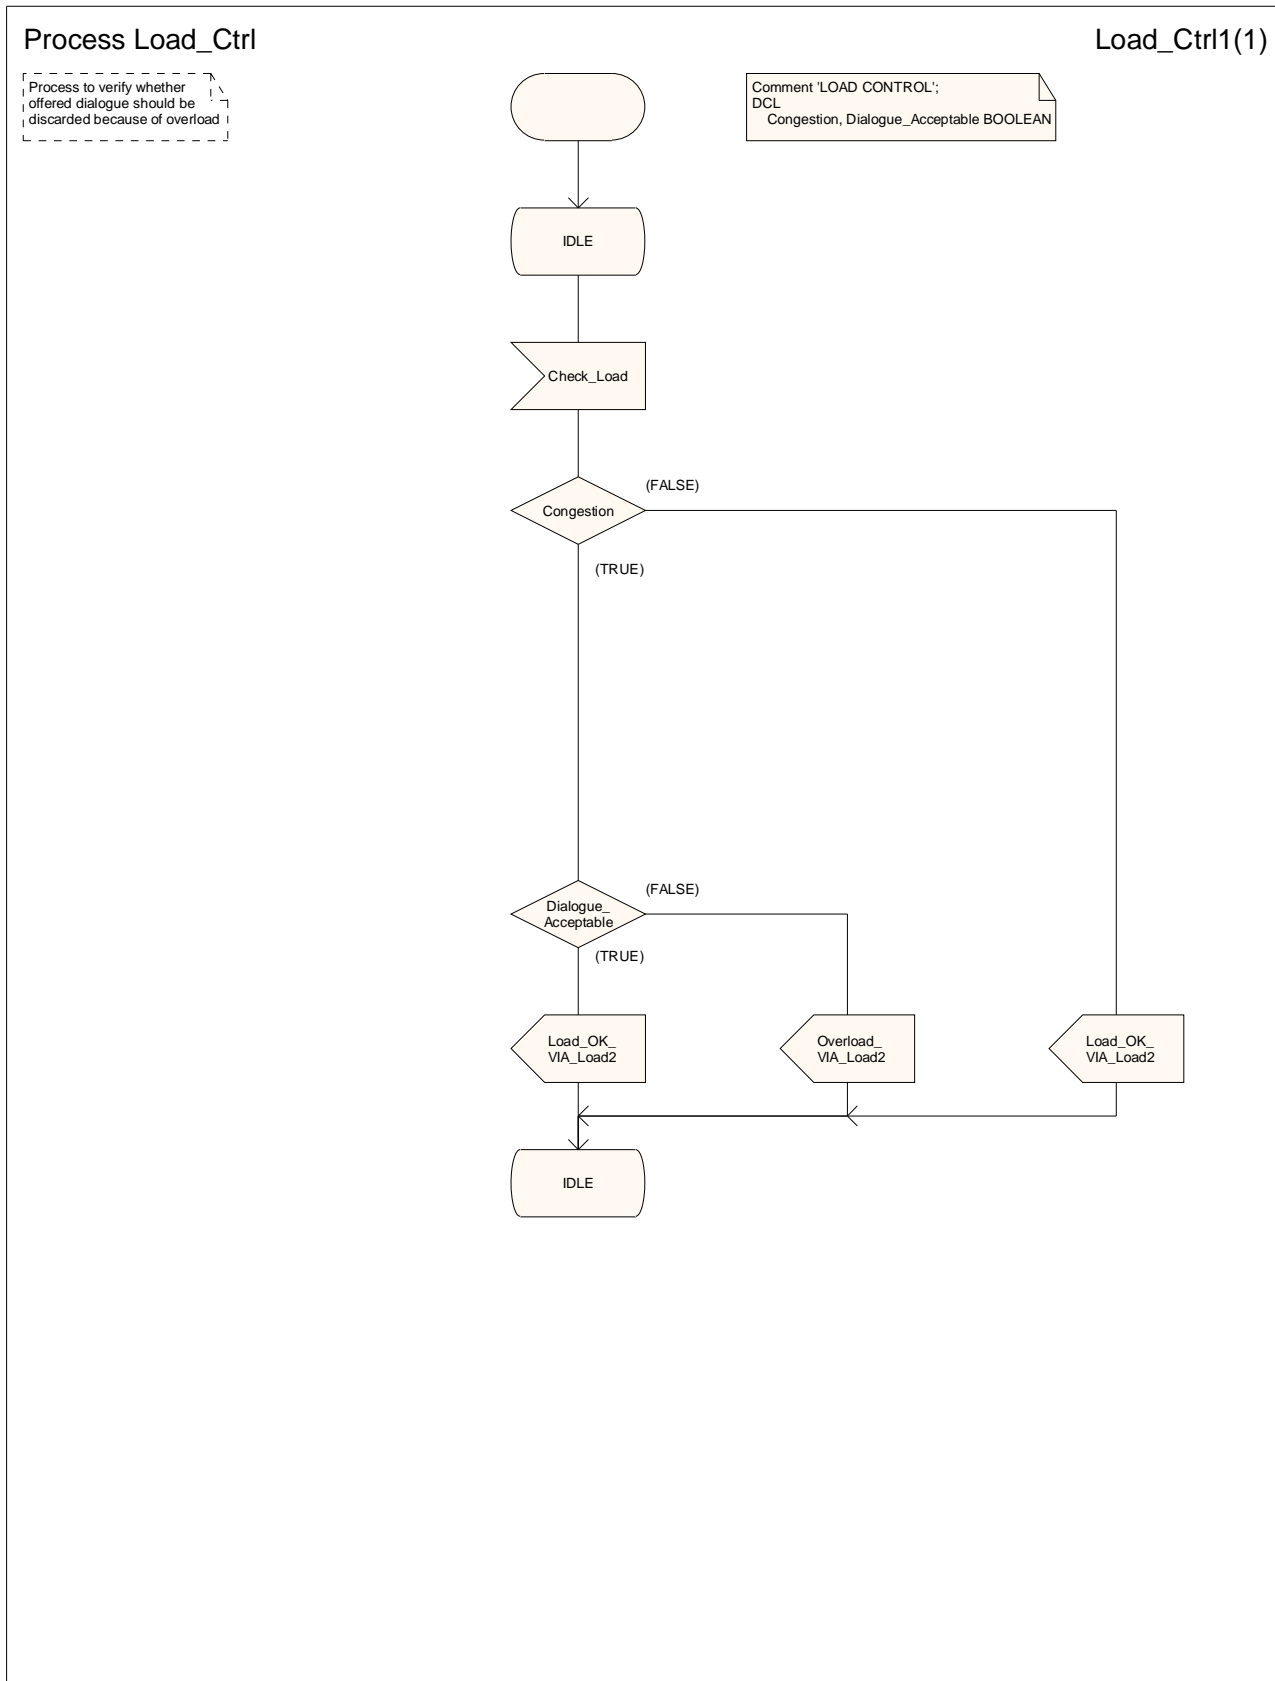 Process Load_Ctrl
Load_Ctrl1(1)
Process to verify whether
offered dialogue should be
discarded because of overload
Comment 'LOAD CONTROL';
DCL
Congestion, Dialogue_Acceptable BOOLEAN
IDLE
Check_Load
(FALSE)
Congestion
(TRUE)
(FALSE)
Dialogue_
Acceptable
(TRUE)
Load_OK_
VIA_Load2
Overload_
VIA_Load2
Load_OK_
VIA_Load2
IDLE